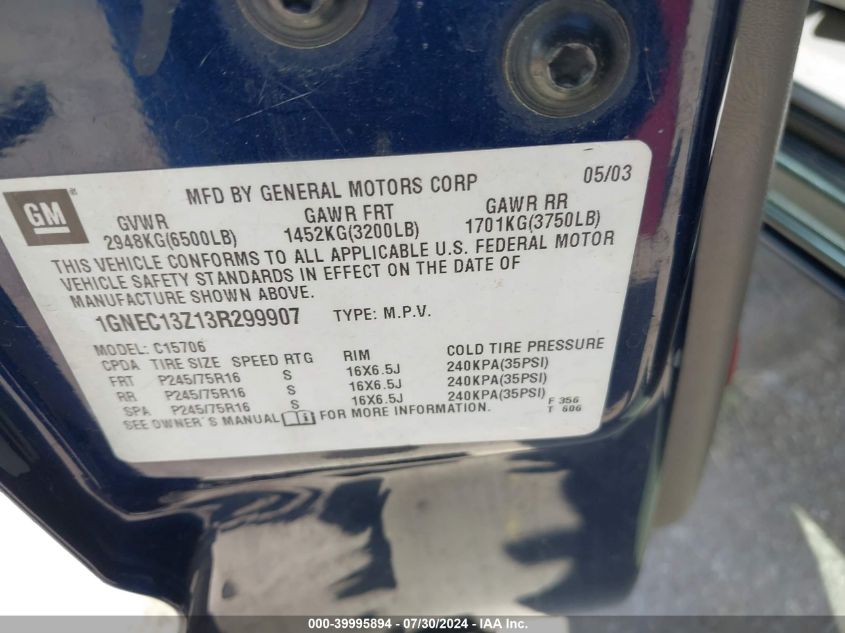 GM
MFD BY GENERAL MOTORS CORP 05/03
GVWR GAWR FRT GAWR RR
2948KG(6500LB) 1452KG(3200LB) 1701KG(3750LB)
THIS VEHICLE CONFORMS TO ALL APPLICABLE U.S. FEDERAL MOTOR
VEHICLE SAFETY STANDARDS IN EFFECT ON THE DATE OF
MANUFACTURE SHOWN ABOVE.
1GNEC13Z13R299907 TYPE: M.P.V.
MODEL: C15706
CPDA TIRE SIZE SPEED RTG RIM COLD TIRE PRESSURE
FRT P245/75R16 S 16X6.5J 240KPA(35PSI)
RR P245/75R16 S 16X6.5J 240KPA(35PSI)
SPA P245/75R16 S 16X6.5J 240KPA(35PSI)
SEE OWNER'S MANUAL FOR MORE INFORMATION.
F 356
T 606
000-39995894 / 07/30/2024 - IAA Inc.